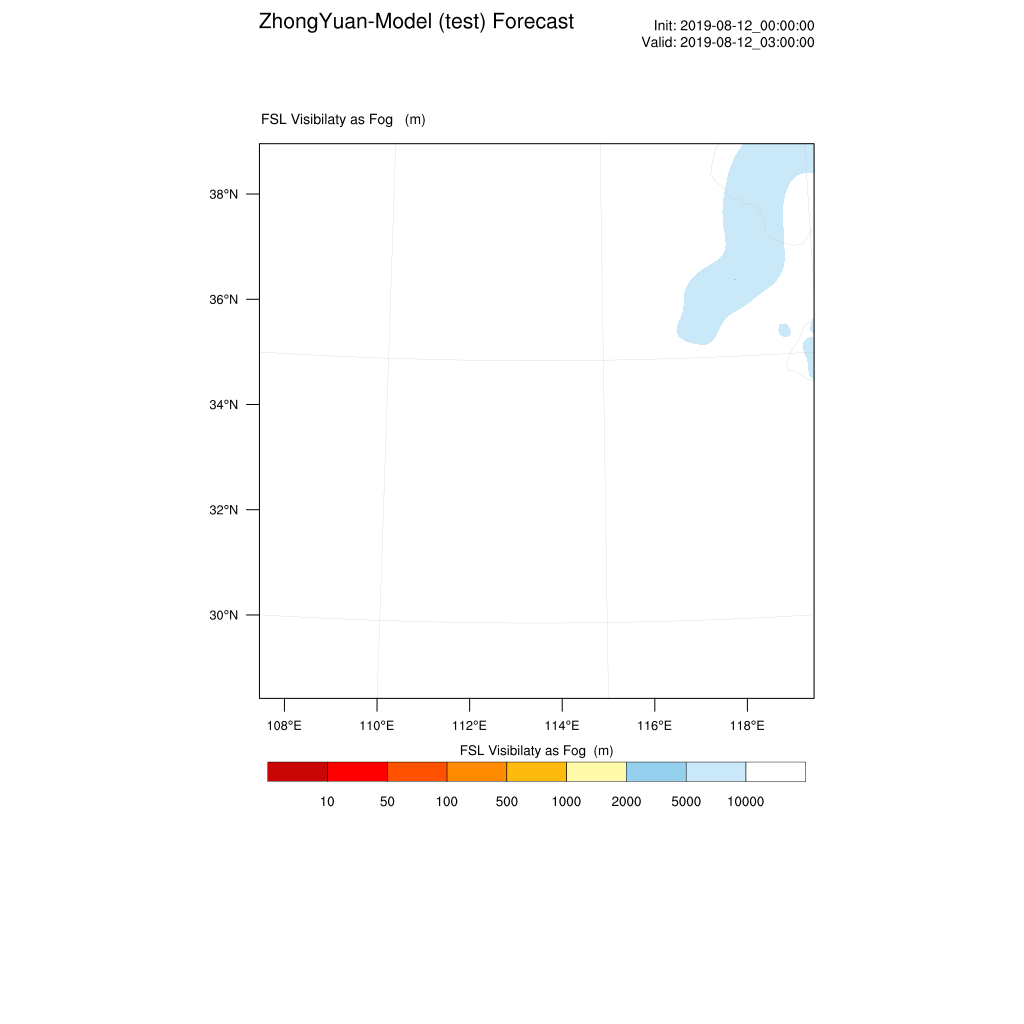 ZhongYuan-Model (test) Forecast
Init: 2019-08-12_00:00:00
Valid: 2019-08-12_03:00:00
FSL Visibilaty as Fog (m)
38°N
36°N
34°N
32°N
30°N
108°E 110°E 112°E 114°E 116°E 118°E
FSL Visibilaty as Fog (m)
10 50 100 500 1000 2000 5000 10000